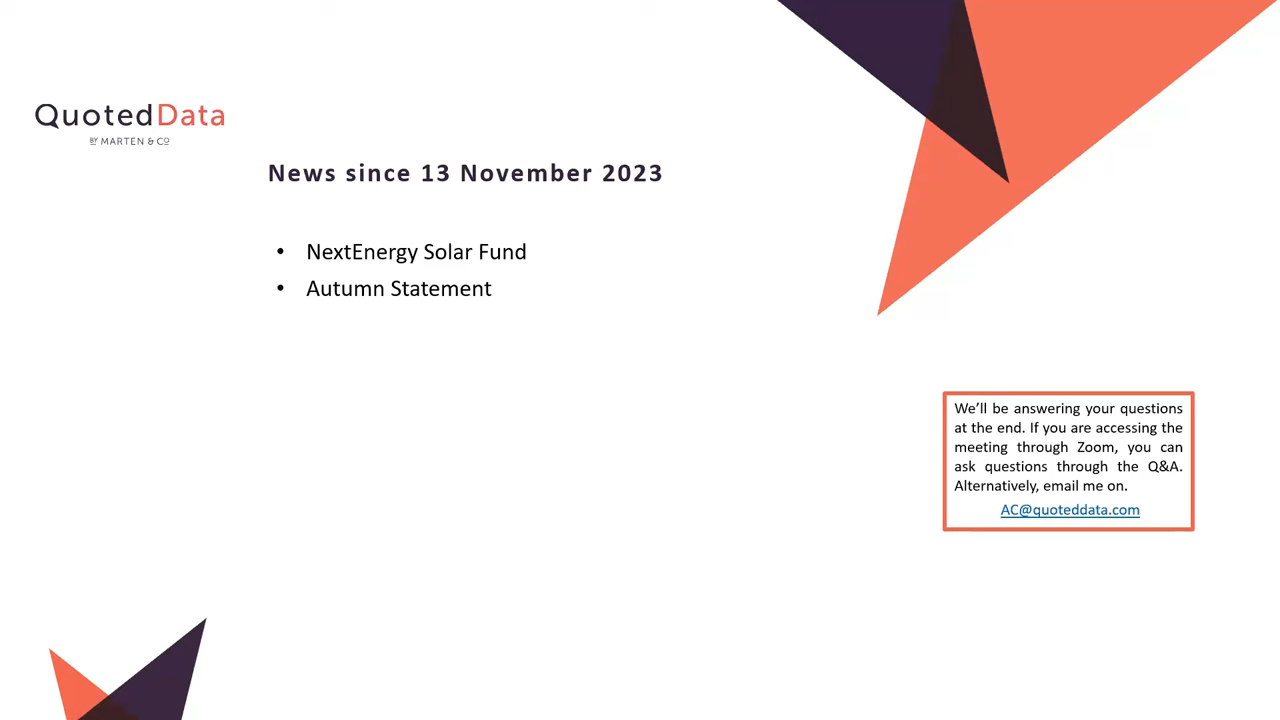 QuotedData
BY MARTEN & CO
News since 13 November 2023
• NextEnergy Solar Fund
• Autumn Statement
We’ll be answering your questions
at the end. If you are accessing the
meeting through Zoom, you can
ask questions through the Q&A.
Alternatively, email me on.
AC@quoteddata.com